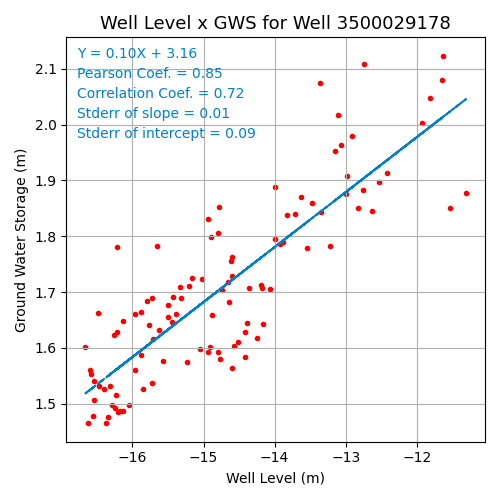 Well Level x GWS for Well 3500029178
Y = 0.10X + 3.16
Pearson Coef. = 0.85
Correlation Coef. = 0.72
Stderr of slope = 0.01
Stderr of intercept = 0.09
Ground Water Storage (m)
2.1
2.0
1.9
1.8
1.7
1.6
1.5
−16 −15 −14 −13 −12
Well Level (m)